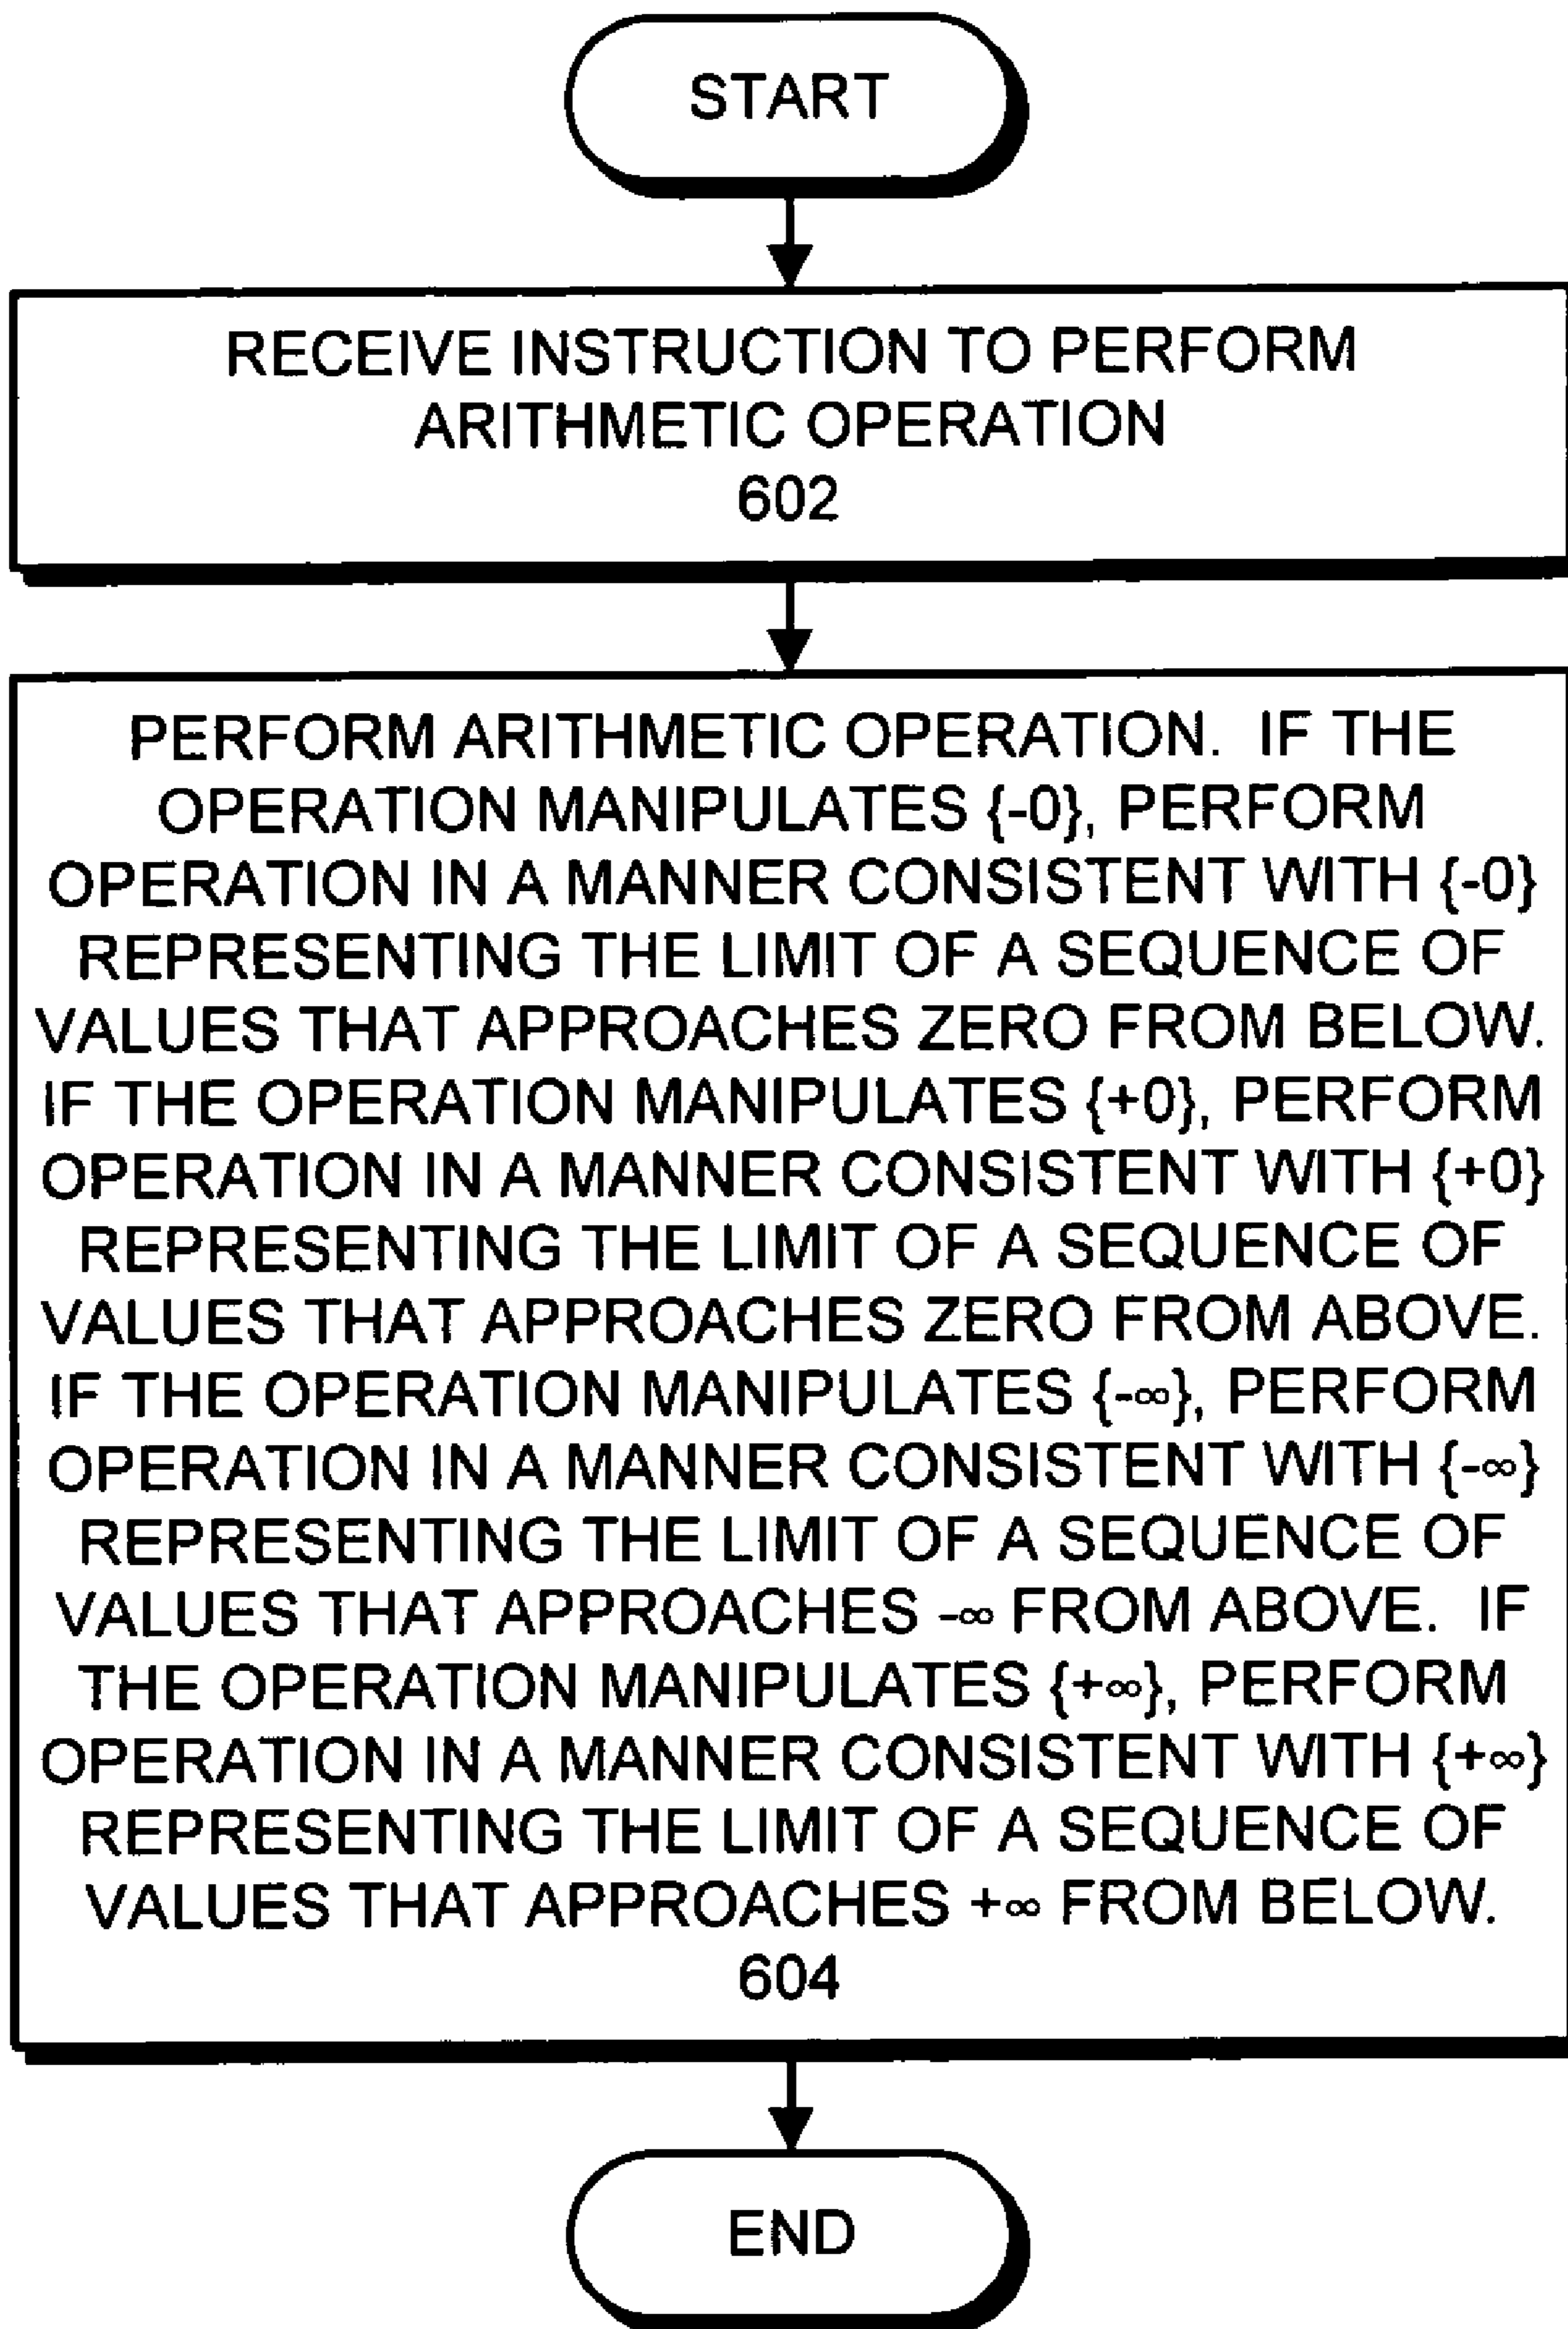 START
RECEIVE INSTRUCTION TO PERFORM
ARITHMETIC OPERATION
602
PERFORM ARITHMETIC OPERATION. IF THE
OPERATION MANIPULATES {-0}, PERFORM
OPERATION IN A MANNER CONSISTENT WITH {-0}
REPRESENTING THE LIMIT OF A SEQUENCE OF
VALUES THAT APPROACHES ZERO FROM BELOW.
IF THE OPERATION MANIPULATES {+0}, PERFORM
OPERATION IN A MANNER CONSISTENT WITH {+0}
REPRESENTING THE LIMIT OF A SEQUENCE OF
VALUES THAT APPROACHES ZERO FROM ABOVE.
IF THE OPERATION MANIPULATES {-∞}, PERFORM
OPERATION IN A MANNER CONSISTENT WITH {-∞}
REPRESENTING THE LIMIT OF A SEQUENCE OF
VALUES THAT APPROACHES -∞ FROM ABOVE. IF
THE OPERATION MANIPULATES {+∞}, PERFORM
OPERATION IN A MANNER CONSISTENT WITH {+∞}
REPRESENTING THE LIMIT OF A SEQUENCE OF
VALUES THAT APPROACHES +∞ FROM BELOW.
604
END